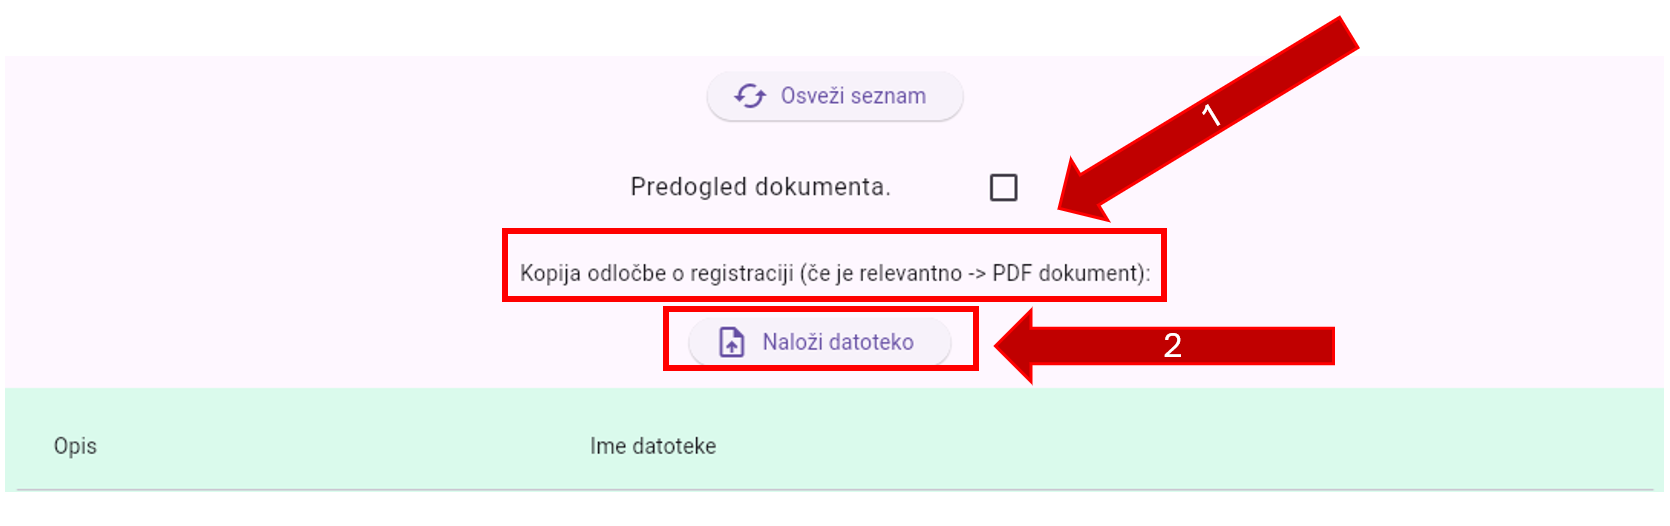 Osveži seznam
1
Predogled dokumenta.
Kopija odločbe o registraciji (če je relevantno -> PDF dokument):
Naloži datoteko
2
Opis Ime datoteke